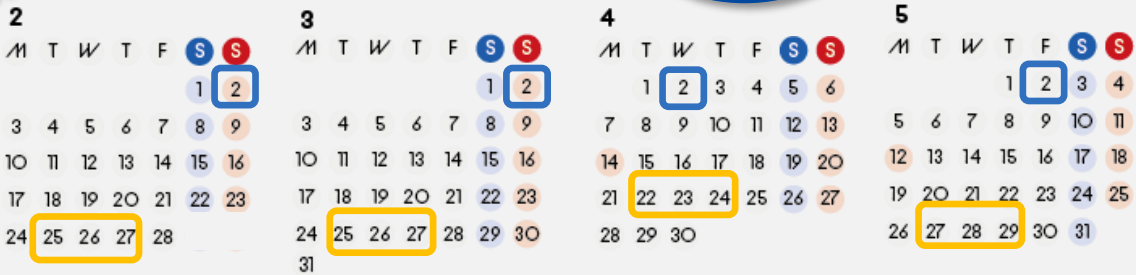 2
M T W T F S S
1 2
3 4 5 6 7 8 9
10 11 12 13 14 15 16
17 18 19 20 21 22 23
24 25 26 27 28
3
M T W T F S S
1 2
3 4 5 6 7 8 9
10 11 12 13 14 15 16
17 18 19 20 21 22 23
24 25 26 27 28 29 30
31
4
M T W T F S S
1 2 3 4 5 6
7 8 9 10 11 12 13
14 15 16 17 18 19 20
21 22 23 24 25 26 27
28 29 30
5
M T W T F S S
1 2 3 4
5 6 7 8 9 10 11
12 13 14 15 16 17 18
19 20 21 22 23 24 25
26 27 28 29 30 31